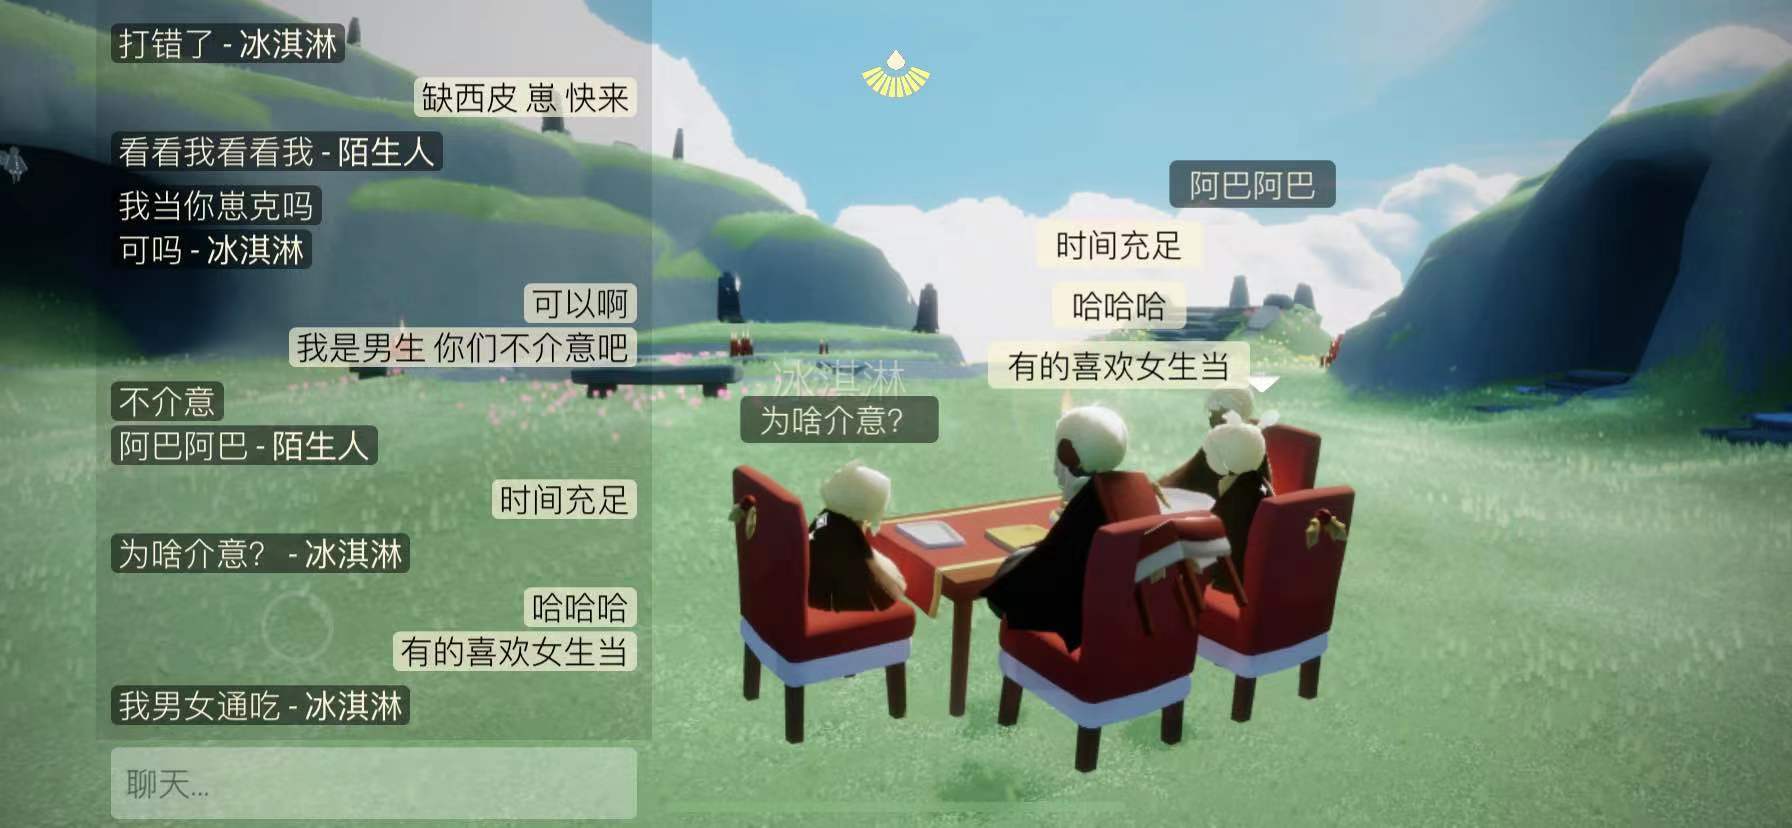 打错了 - 冰淇淋
缺西皮 崽 快来
看看我看看我 - 陌生人
我当你崽克吗
可吗 - 冰淇淋
可以啊
我是男生 你们不介意吧
不介意
阿巴阿巴 - 陌生人
时间充足
为啥介意？ - 冰淇淋
哈哈哈
有的喜欢女生当
我男女通吃 - 冰淇淋
聊天...
阿巴阿巴
时间充足
哈哈哈
有的喜欢女生当
冰淇淋
为啥介意？